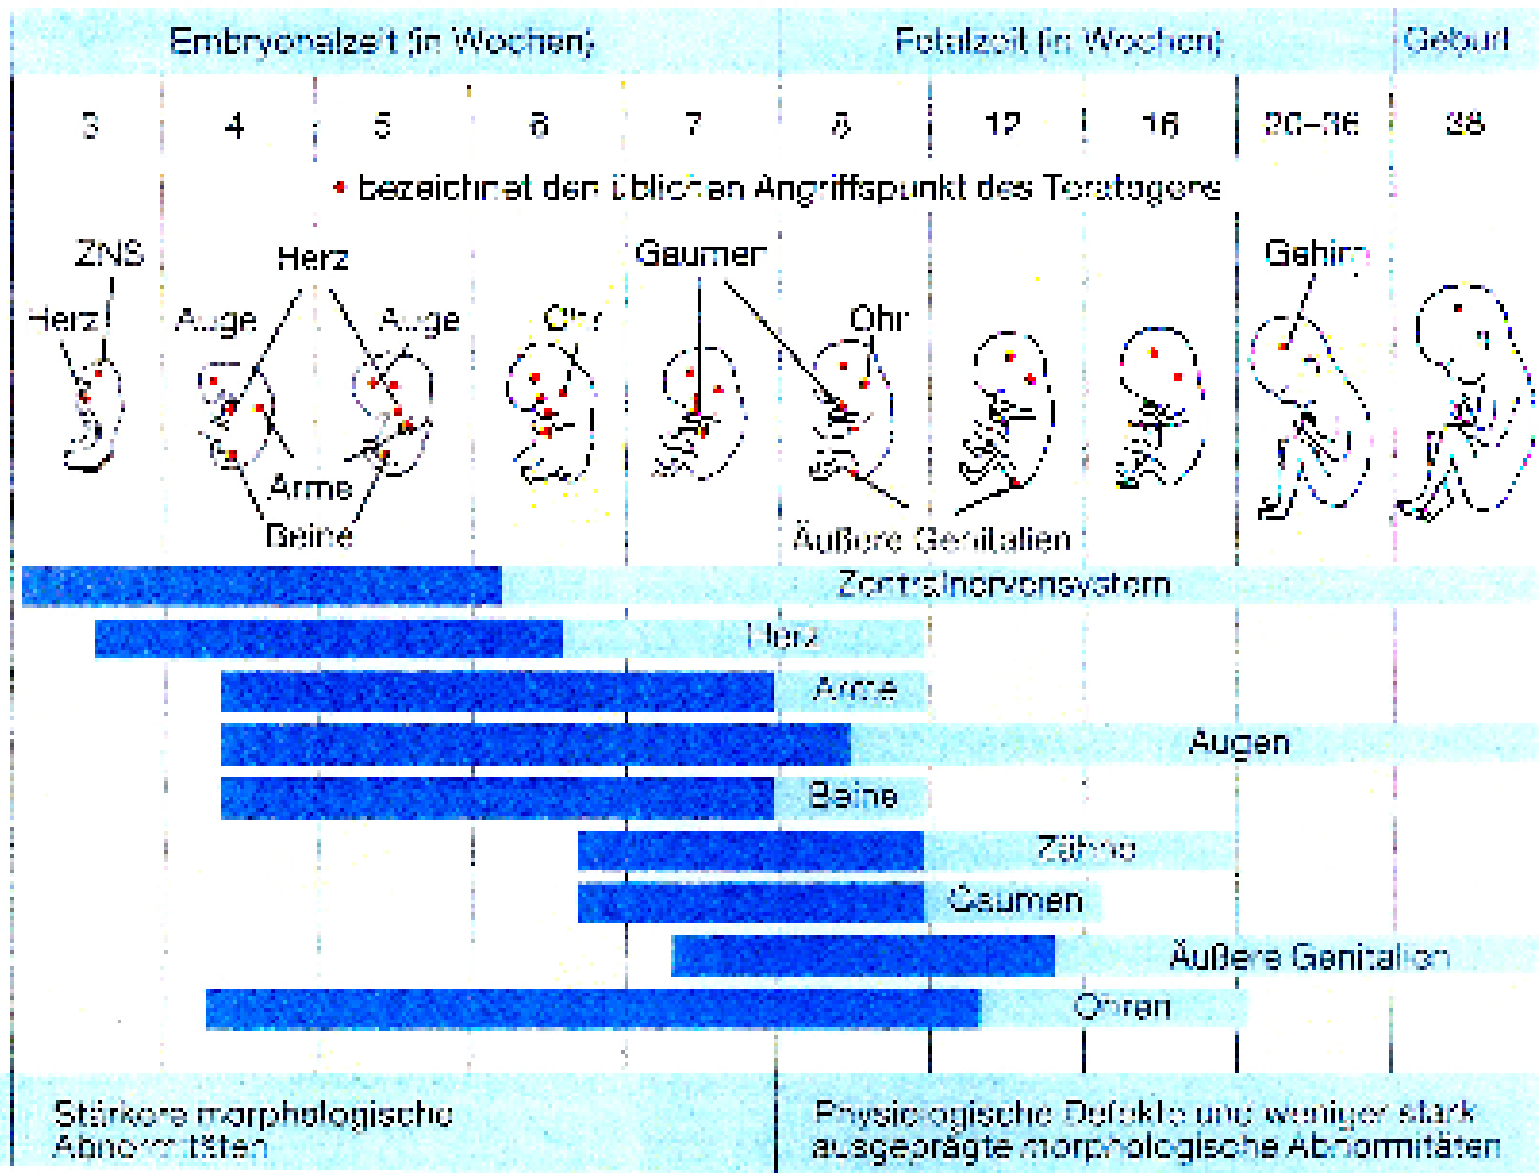 Embryonalzeit (in Wochen) Fetalzeit (in Wochen) Geburt
3 4 5 6 7 8 12 16 20-36 38
• bezeichnet den üblichen Angriffspunkt des Teratogens
ZNS Herz Gaumen Gehirn
Herz Auge Auge Ohr Ohr
Arme
Beine Äußere Genitalien
Zentralnervensystem
Herz
Arme
Augen
Beine
Zähne
Gaumen
Äußere Genitalien
Ohren
Stärkere morphologische Physiologische Defekte und weniger stark
Abnormitäten ausgeprägte morphologische Abnormitäten